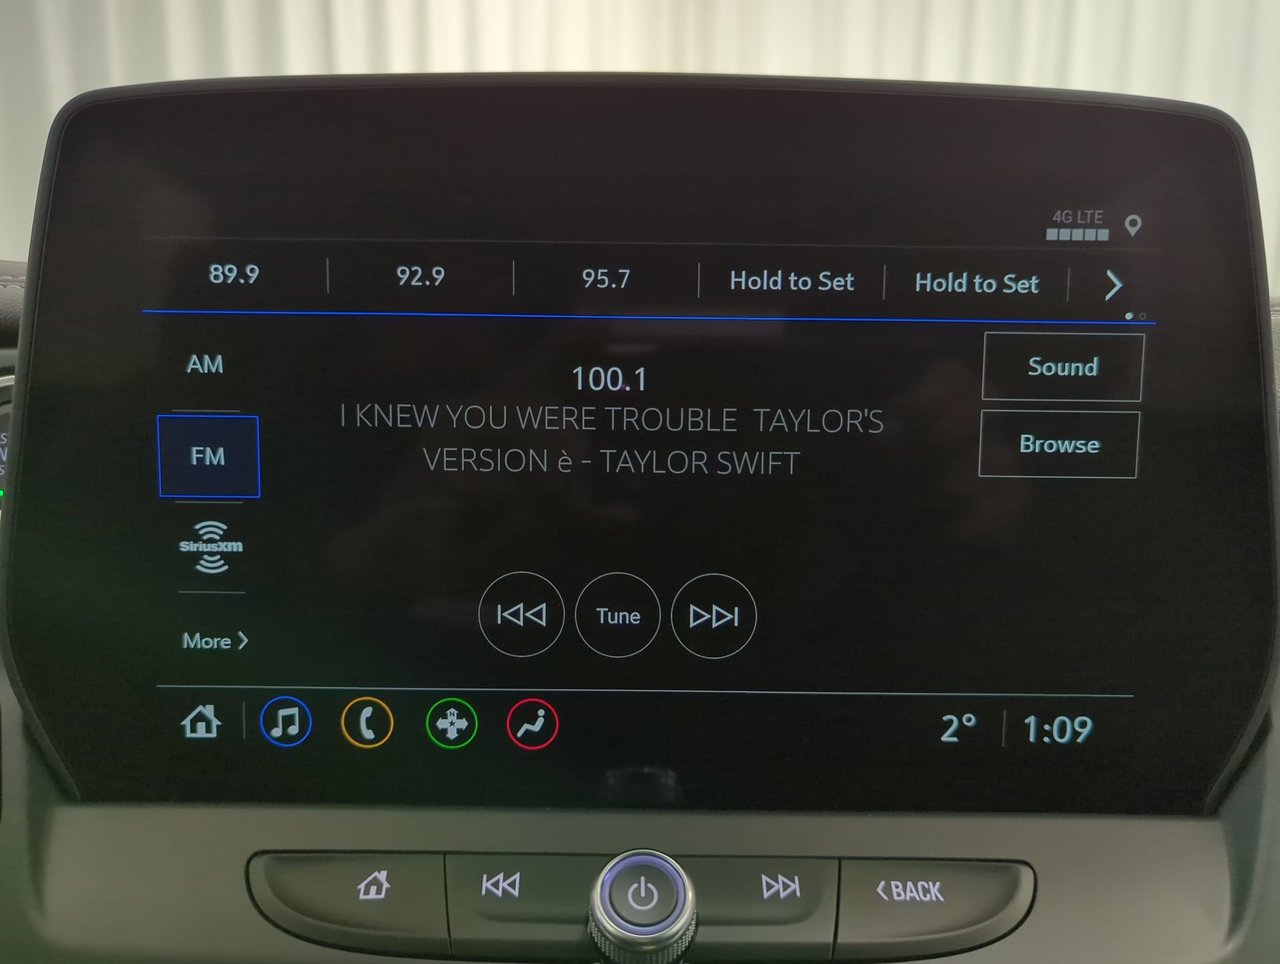 4G LTE
89.9 92.9 95.7 Hold to Set Hold to Set
AM
100.1
Sound
I KNEW YOU WERE TROUBLE TAYLOR'S
VERSION è - TAYLOR SWIFT
Browse
FM
SiriusXM
Tune
More
N
2° 1:09
BACK